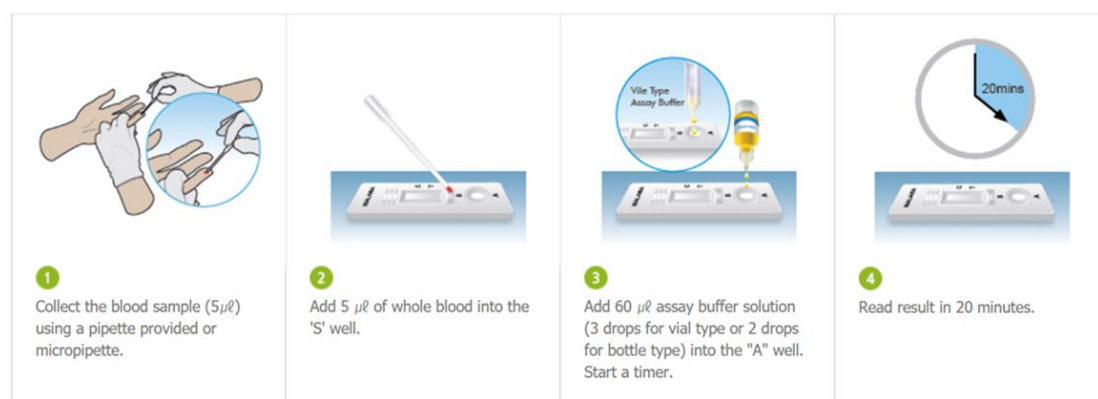 Vile Type
Assay Buffer
20mins
1
Collect the blood sample (5㎕)
using a pipette provided or
micropipette.
2
Add 5 ㎕ of whole blood into the
'S' well.
3
Add 60 ㎕ assay buffer solution
(3 drops for vial type or 2 drops
for bottle type) into the "A" well.
Start a timer.
4
Read result in 20 minutes.